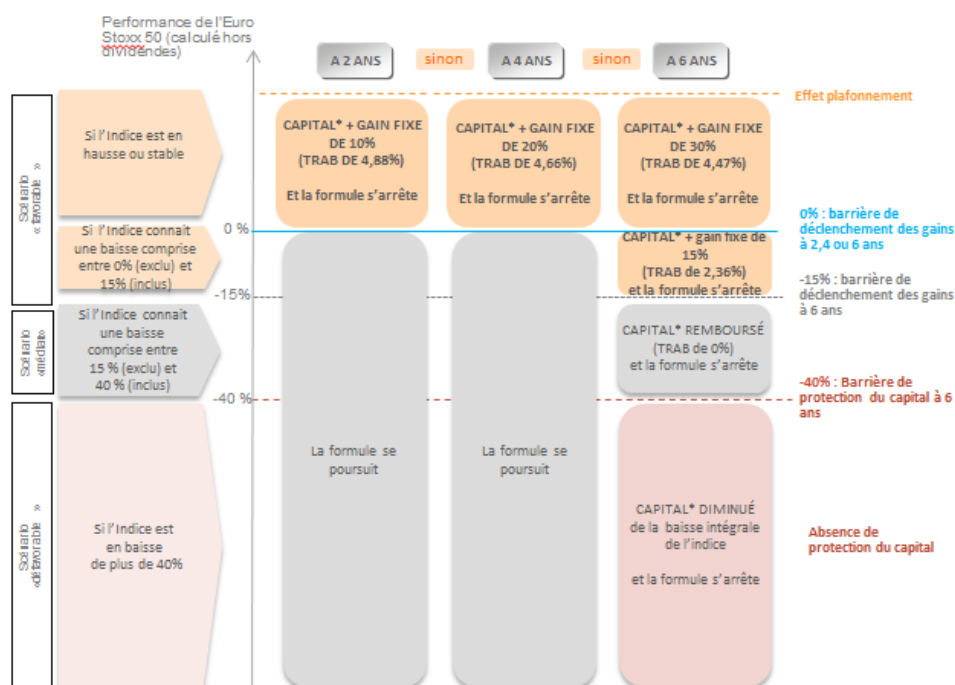 Performance de l'Euro
Stoxx 50 (calculé hors
dividendes)
A 2 ANS
sinon
A 4 ANS
sinon
A 6 ANS
Effet plafonnement
Scénario
« favorable »
Si l'Indice est en
hausse ou stable
CAPITAL* + GAIN FIXE
DE 10%
(TRAB DE 4,88%)
Et la formule s'arrête
CAPITAL* + GAIN FIXE
DE 20%
(TRAB DE 4,66%)
Et la formule s'arrête
CAPITAL* + GAIN FIXE
DE 30%
(TRAB DE 4,47%)
Et la formule s'arrête
0 %
0% : barrière de
déclenchement des gains
à 2,4 ou 6 ans
Si l'Indice connaît
une baisse comprise
entre 0% (exclu) et
15% (inclus)
CAPITAL* + gain fixe de
15%
(TRAB de 2,36%)
et la formule s'arrête
-15%
-15% : barrière de
déclenchement des gains
à 6 ans
Scénario
«médian»
Si l'Indice connaît
une baisse
comprise entre
15 % (exclu) et
40 % (inclus)
CAPITAL* REMBOURSÉ
(TRAB de 0%)
et la formule s'arrête
-40 %
-40% : Barrière de
protection du capital à 6
ans
Scénario
«défavorable »
Si l'Indice est
en baisse
de plus de 40%
La formule se
poursuit
La formule se
poursuit
CAPITAL* DIMINUÉ
de la baisse intégrale
de l'indice
et la formule s'arrête
Absence de
protection du capital